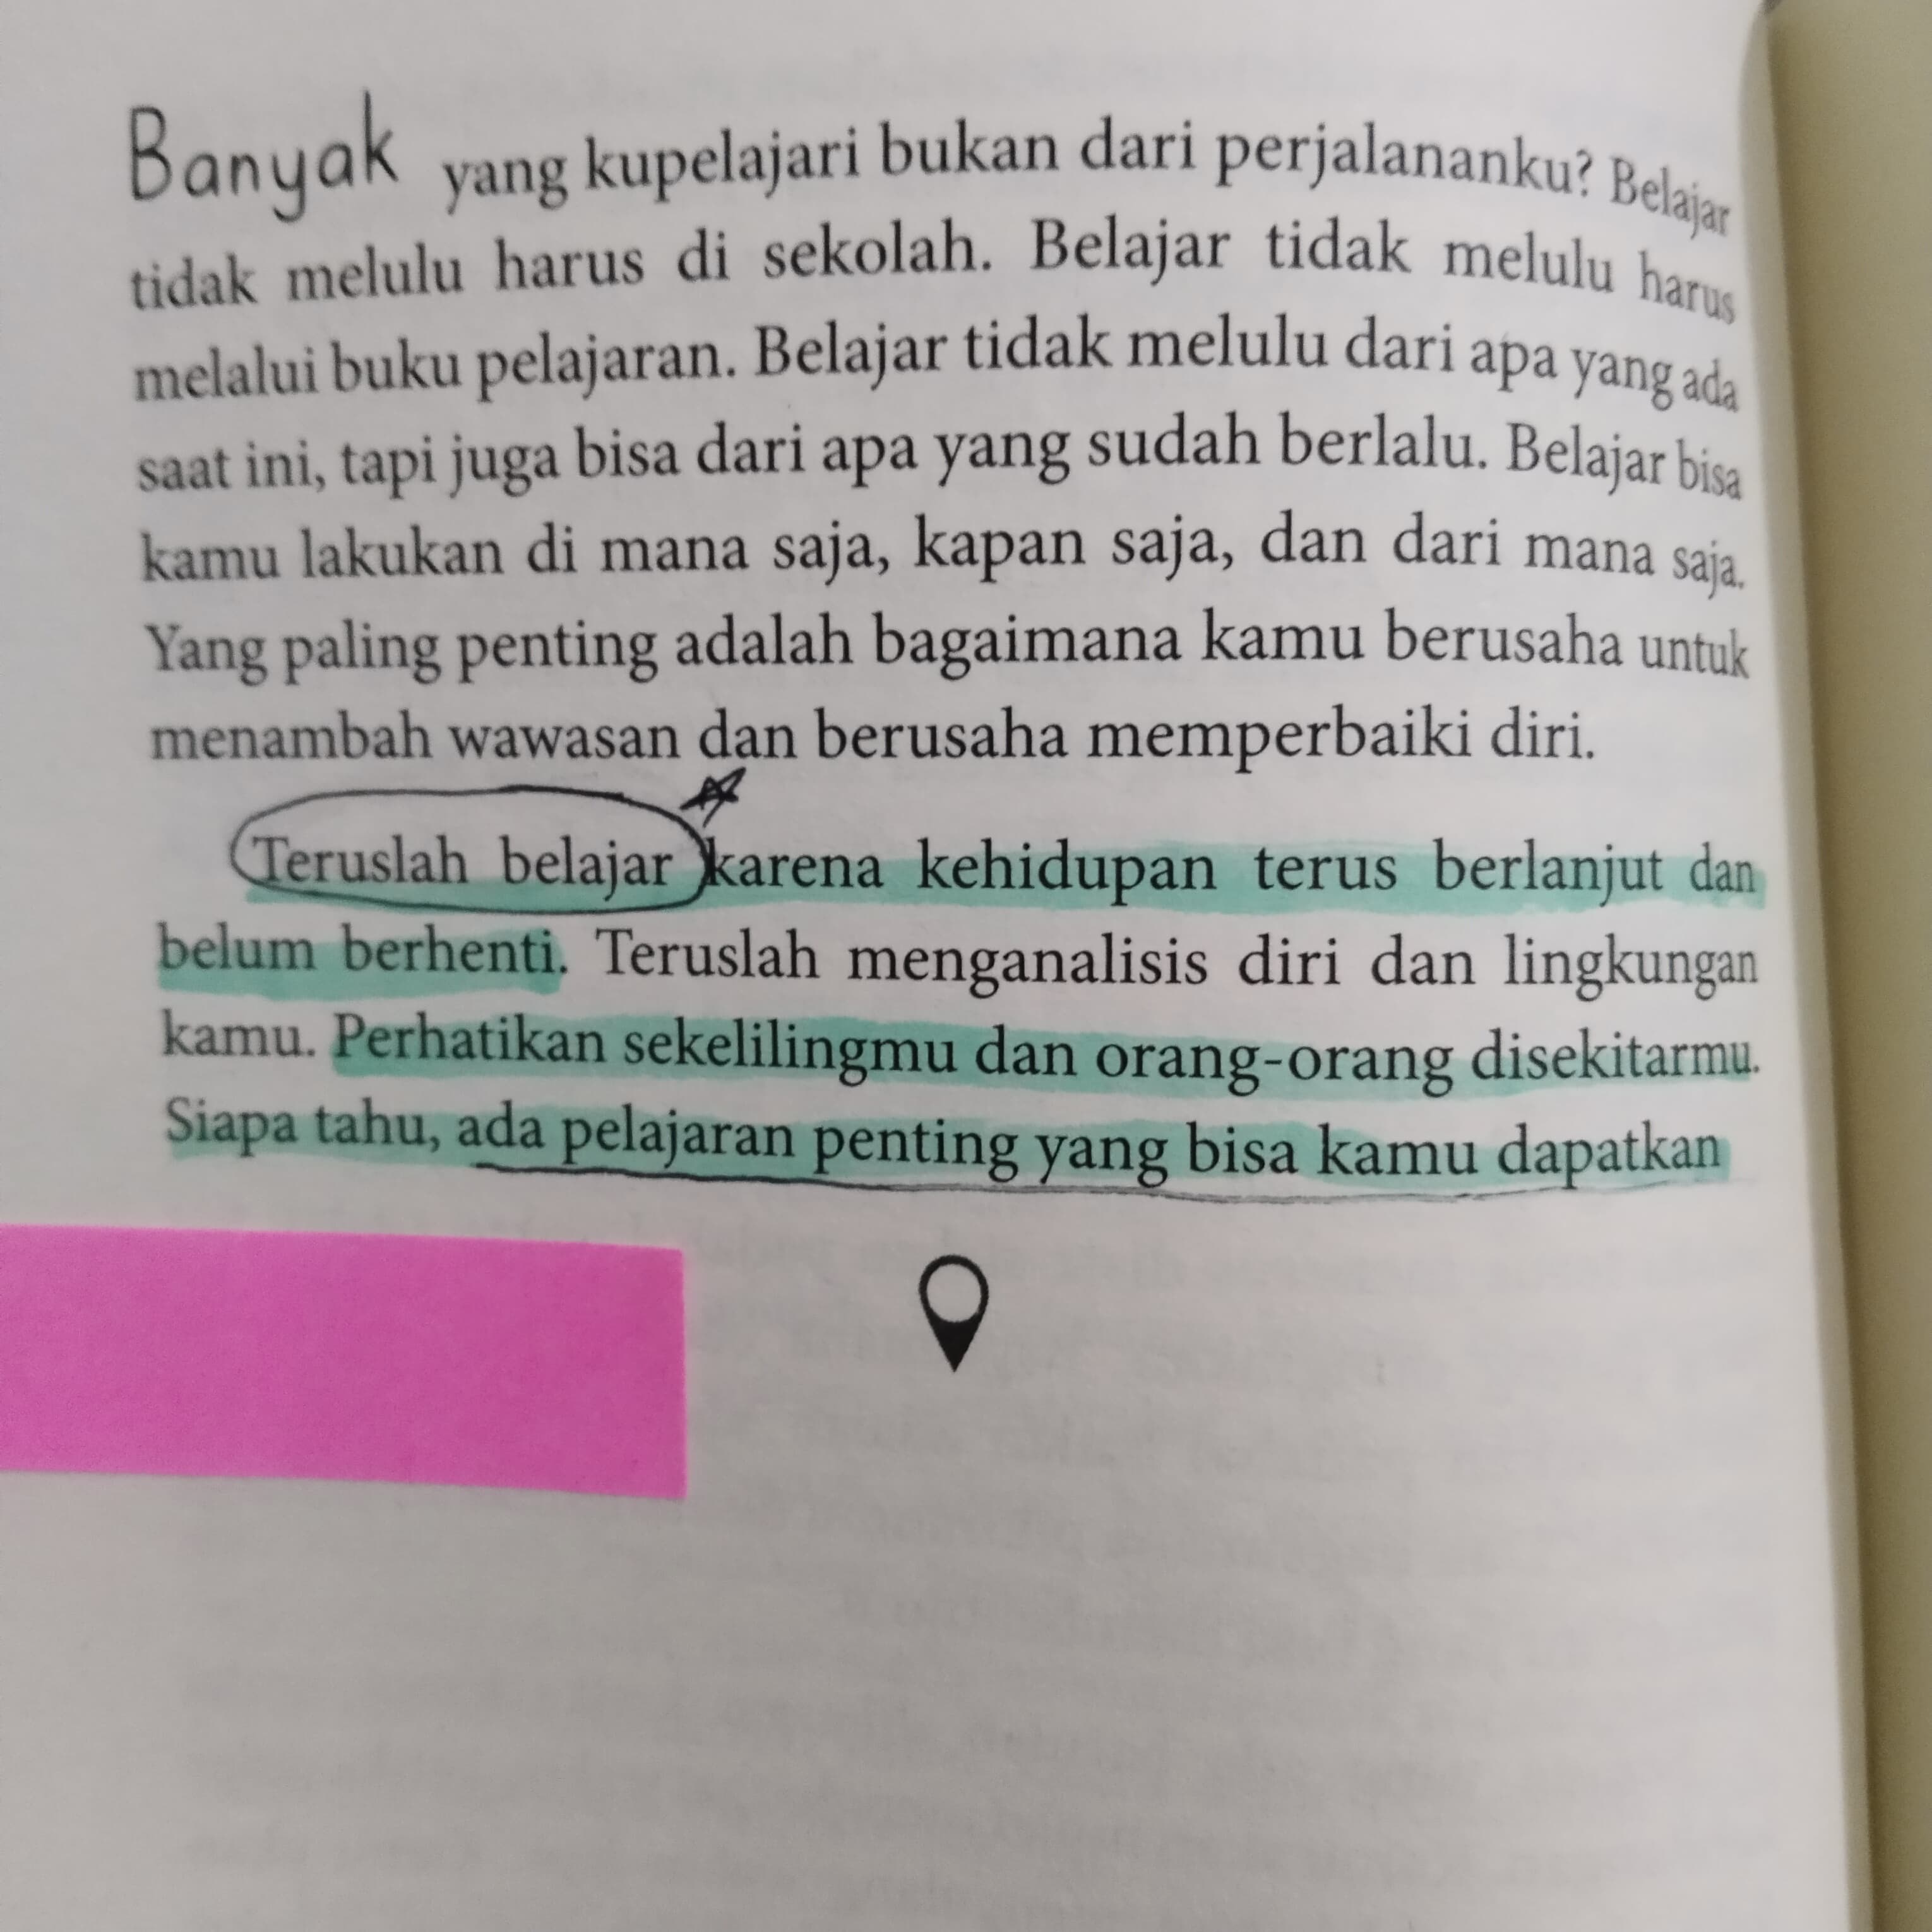 Banyak yang kupelajari bukan dari perjalananku? Belajar
tidak melulu harus di sekolah. Belajar tidak melulu harus
melalui buku pelajaran. Belajar tidak melulu dari apa yang ada
saat ini, tapi juga bisa dari apa yang sudah berlalu. Belajar bisa
kamu lakukan di mana saja, kapan saja, dan dari mana saja.
Yang paling penting adalah bagaimana kamu berusaha untuk
menambah wawasan dan berusaha memperbaiki diri.
Teruslah belajar karena kehidupan terus berlanjut dan
belum berhenti. Teruslah menganalisis diri dan lingkungan
kamu. Perhatikan sekelilingmu dan orang-orang disekitarmu.
Siapa tahu, ada pelajaran penting yang bisa kamu dapatkan